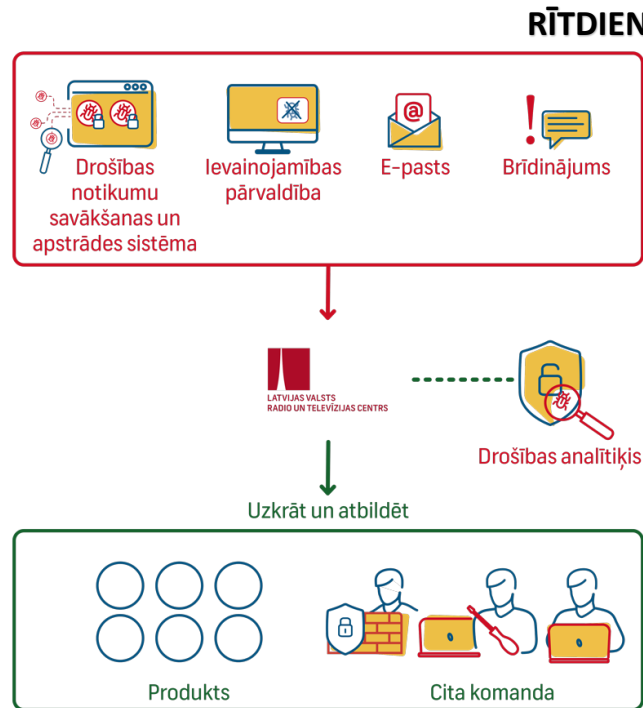 RĪTDIEN
Drošības
notikumu
savākšanas un
apstrādes sistēma
Ievainojamības
pārvaldība
E-pasts
Brīdinājums
LATVIJAS VALSTS
RADIO UN TELEVĪZIJAS CENTRS
Drošības analītiķis
Uzkrāt un atbildēt
Produkts
Cita komanda